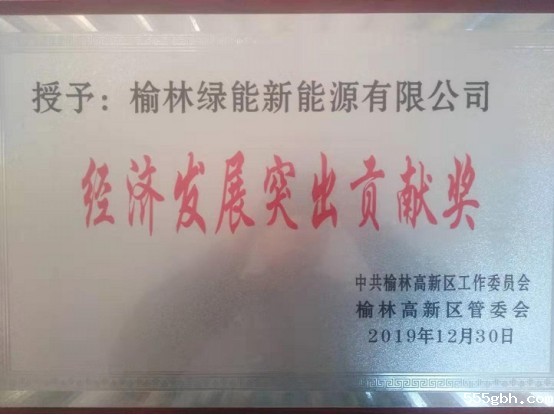 授予：榆林绿能新能源有限公司
经济发展突出贡献奖
中共榆林高新区工作委员会
榆林高新区管委会
2019年12月30日
555gbh.com